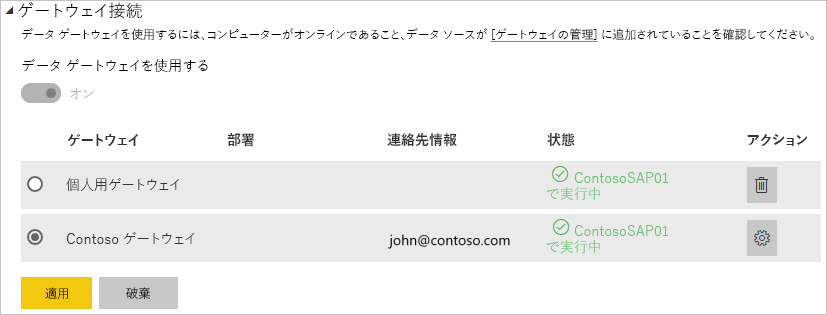 ゲートウェイ接続
データ ゲートウェイを使用するには、コンピューターがオンラインであること、データ ソースが [ゲートウェイの管理] に追加されていることを確認してください。
データ ゲートウェイを使用する
オン
ゲートウェイ 部署 連絡先情報 状態 アクション
個人用ゲートウェイ ContosoSAP01
で実行中
Contoso ゲートウェイ john@contoso.com ContosoSAP01
で実行中
適用 破棄